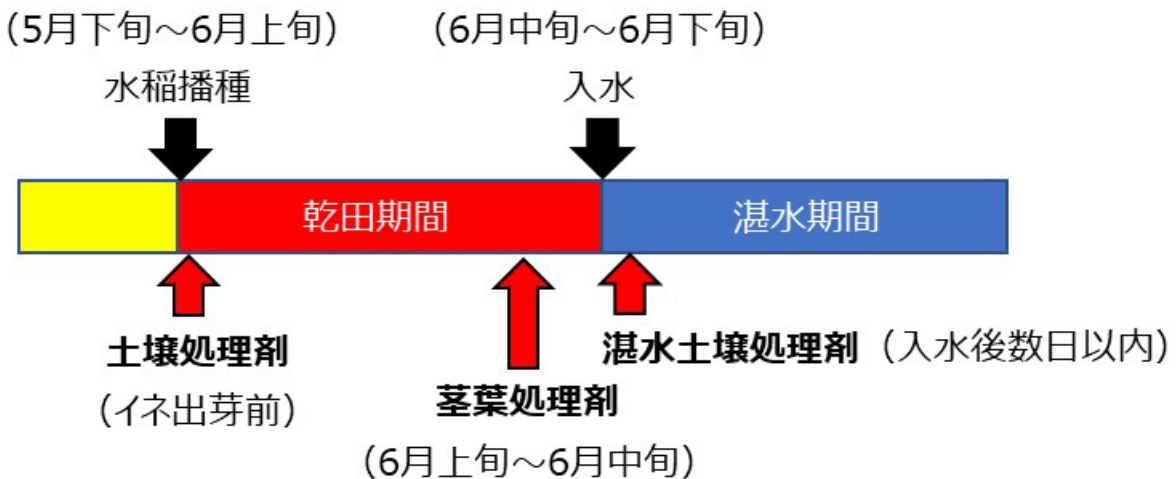 （5月下旬～6月上旬）
水稲播種
（6月中旬～6月下旬）
入水
乾田期間
湛水期間
土壌処理剤
（イネ出芽前）
茎葉処理剤
（6月上旬～6月中旬）
湛水土壌処理剤（入水後数日以内）